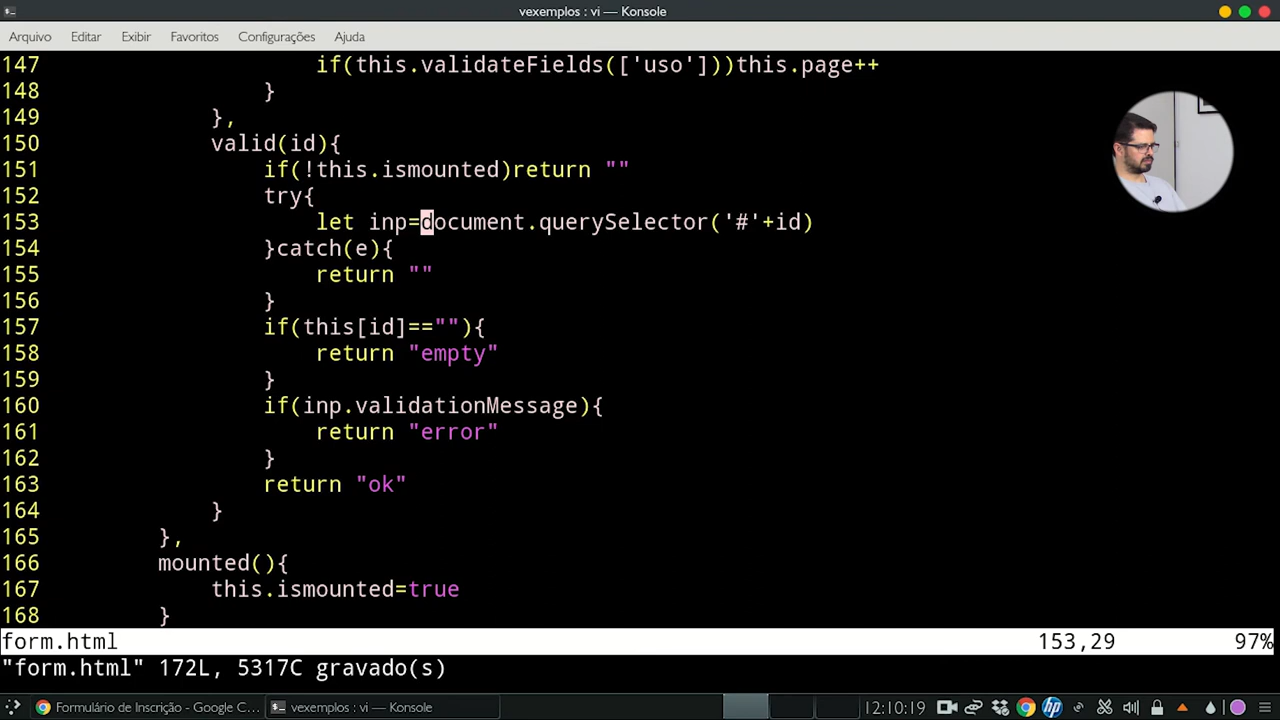 vexemplos : vi — Konsole
Arquivo Editar Exibir Favoritos Configurações Ajuda
147 if(this.validateFields(['uso']))this.page++
148 }
149 },
150 valid(id){
151 if(!this.ismounted)return ""
152 try{
153 let inp=document.querySelector('#'+id)
154 }catch(e){
155 return ""
156 }
157 if(this[id]==""){
158 return "empty"
159 }
160 if(inp.validationMessage){
161 return "error"
162 }
163 return "ok"
164 }
165 },
166 mounted(){
167 this.ismounted=true
168 }
form.html 153,29 97%
"form.html" 172L, 5317C gravado(s)
Formulário de Inscrição - Google C... vexemplos : vi — Konsole 12:10:19